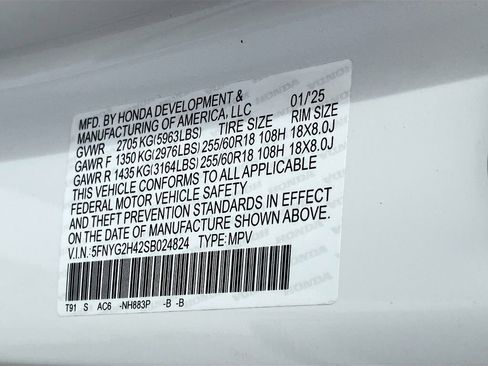 MFD. BY HONDA DEVELOPMENT & 01/'25
MANUFACTURING OF AMERICA, LLC
GVWR 2705 KG(5963LBS) TIRE SIZE RIM SIZE
GAWR F 1350 KG(2976LBS) 255/60R18 108H 18X8.0J
GAWR R 1435 KG(3164LBS) 255/60R18 108H 18X8.0J
THIS VEHICLE CONFORMS TO ALL APPLICABLE
FEDERAL MOTOR VEHICLE SAFETY
AND THEFT PREVENTION STANDARDS IN EFFECT
ON THE DATE OF MANUFACTURE SHOWN ABOVE.
V.I.N.: 5FNYG2H42SB024824 TYPE: MPV
T91 S AC6 -NH883P -B -B